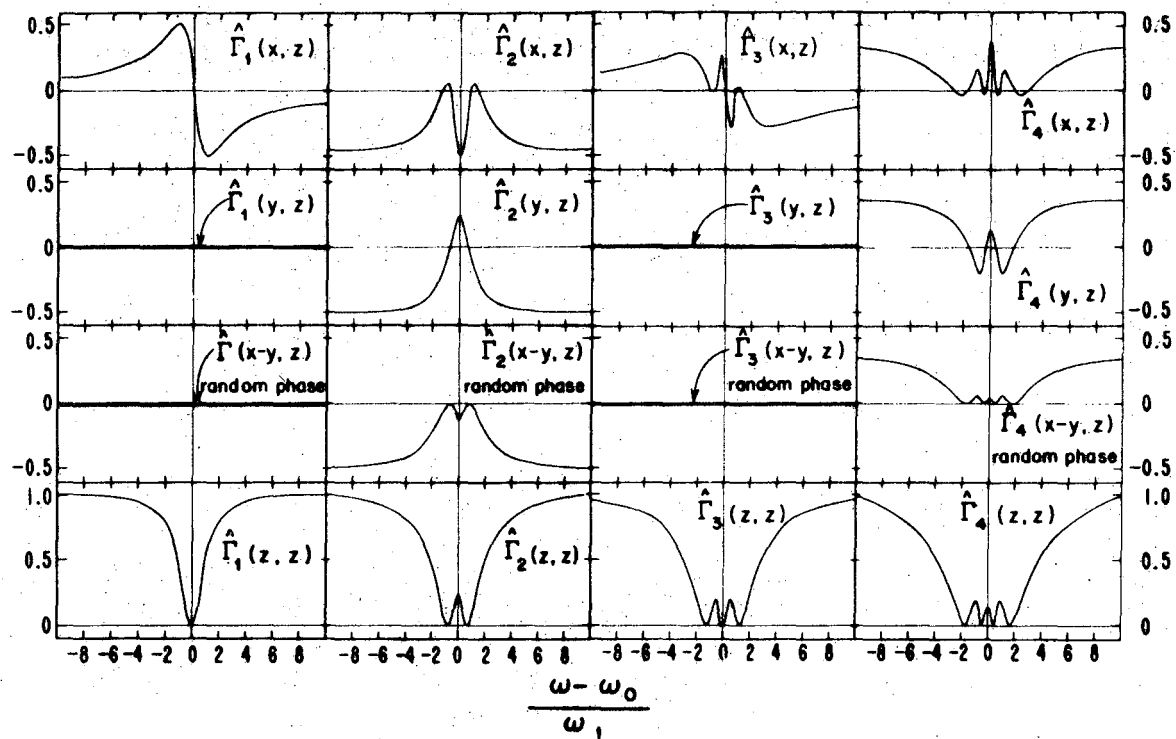 0.5
0
-0.5
Γ̂₁(x, z)
Γ̂₂(x, z)
Γ̂₃(x, z)
Γ̂₄(x, z)
0.5
0
-0.5
0.5
0
-0.5
Γ̂₁(y, z)
Γ̂₂(y, z)
Γ̂₃(y, z)
Γ̂₄(y, z)
0.5
0
-0.5
0.5
0
-0.5
Γ̂(x-y, z)
random phase
Γ̂₂(x-y, z)
random phase
Γ̂₃(x-y, z)
random phase
Γ̂₄(x-y, z)
random phase
0.5
0
-0.5
1.0
0.5
0
Γ̂₁(z, z)
Γ̂₂(z, z)
Γ̂₃(z, z)
Γ̂₄(z, z)
1.0
0.5
0
-8 -6 -4 -2 0 2 4 6 8
-8 -6 -4 -2 0 2 4 6 8
-8 -6 -4 -2 0 2 4 6 8
-8 -6 -4 -2 0 2 4 6 8
ω - ω₀
ω₁